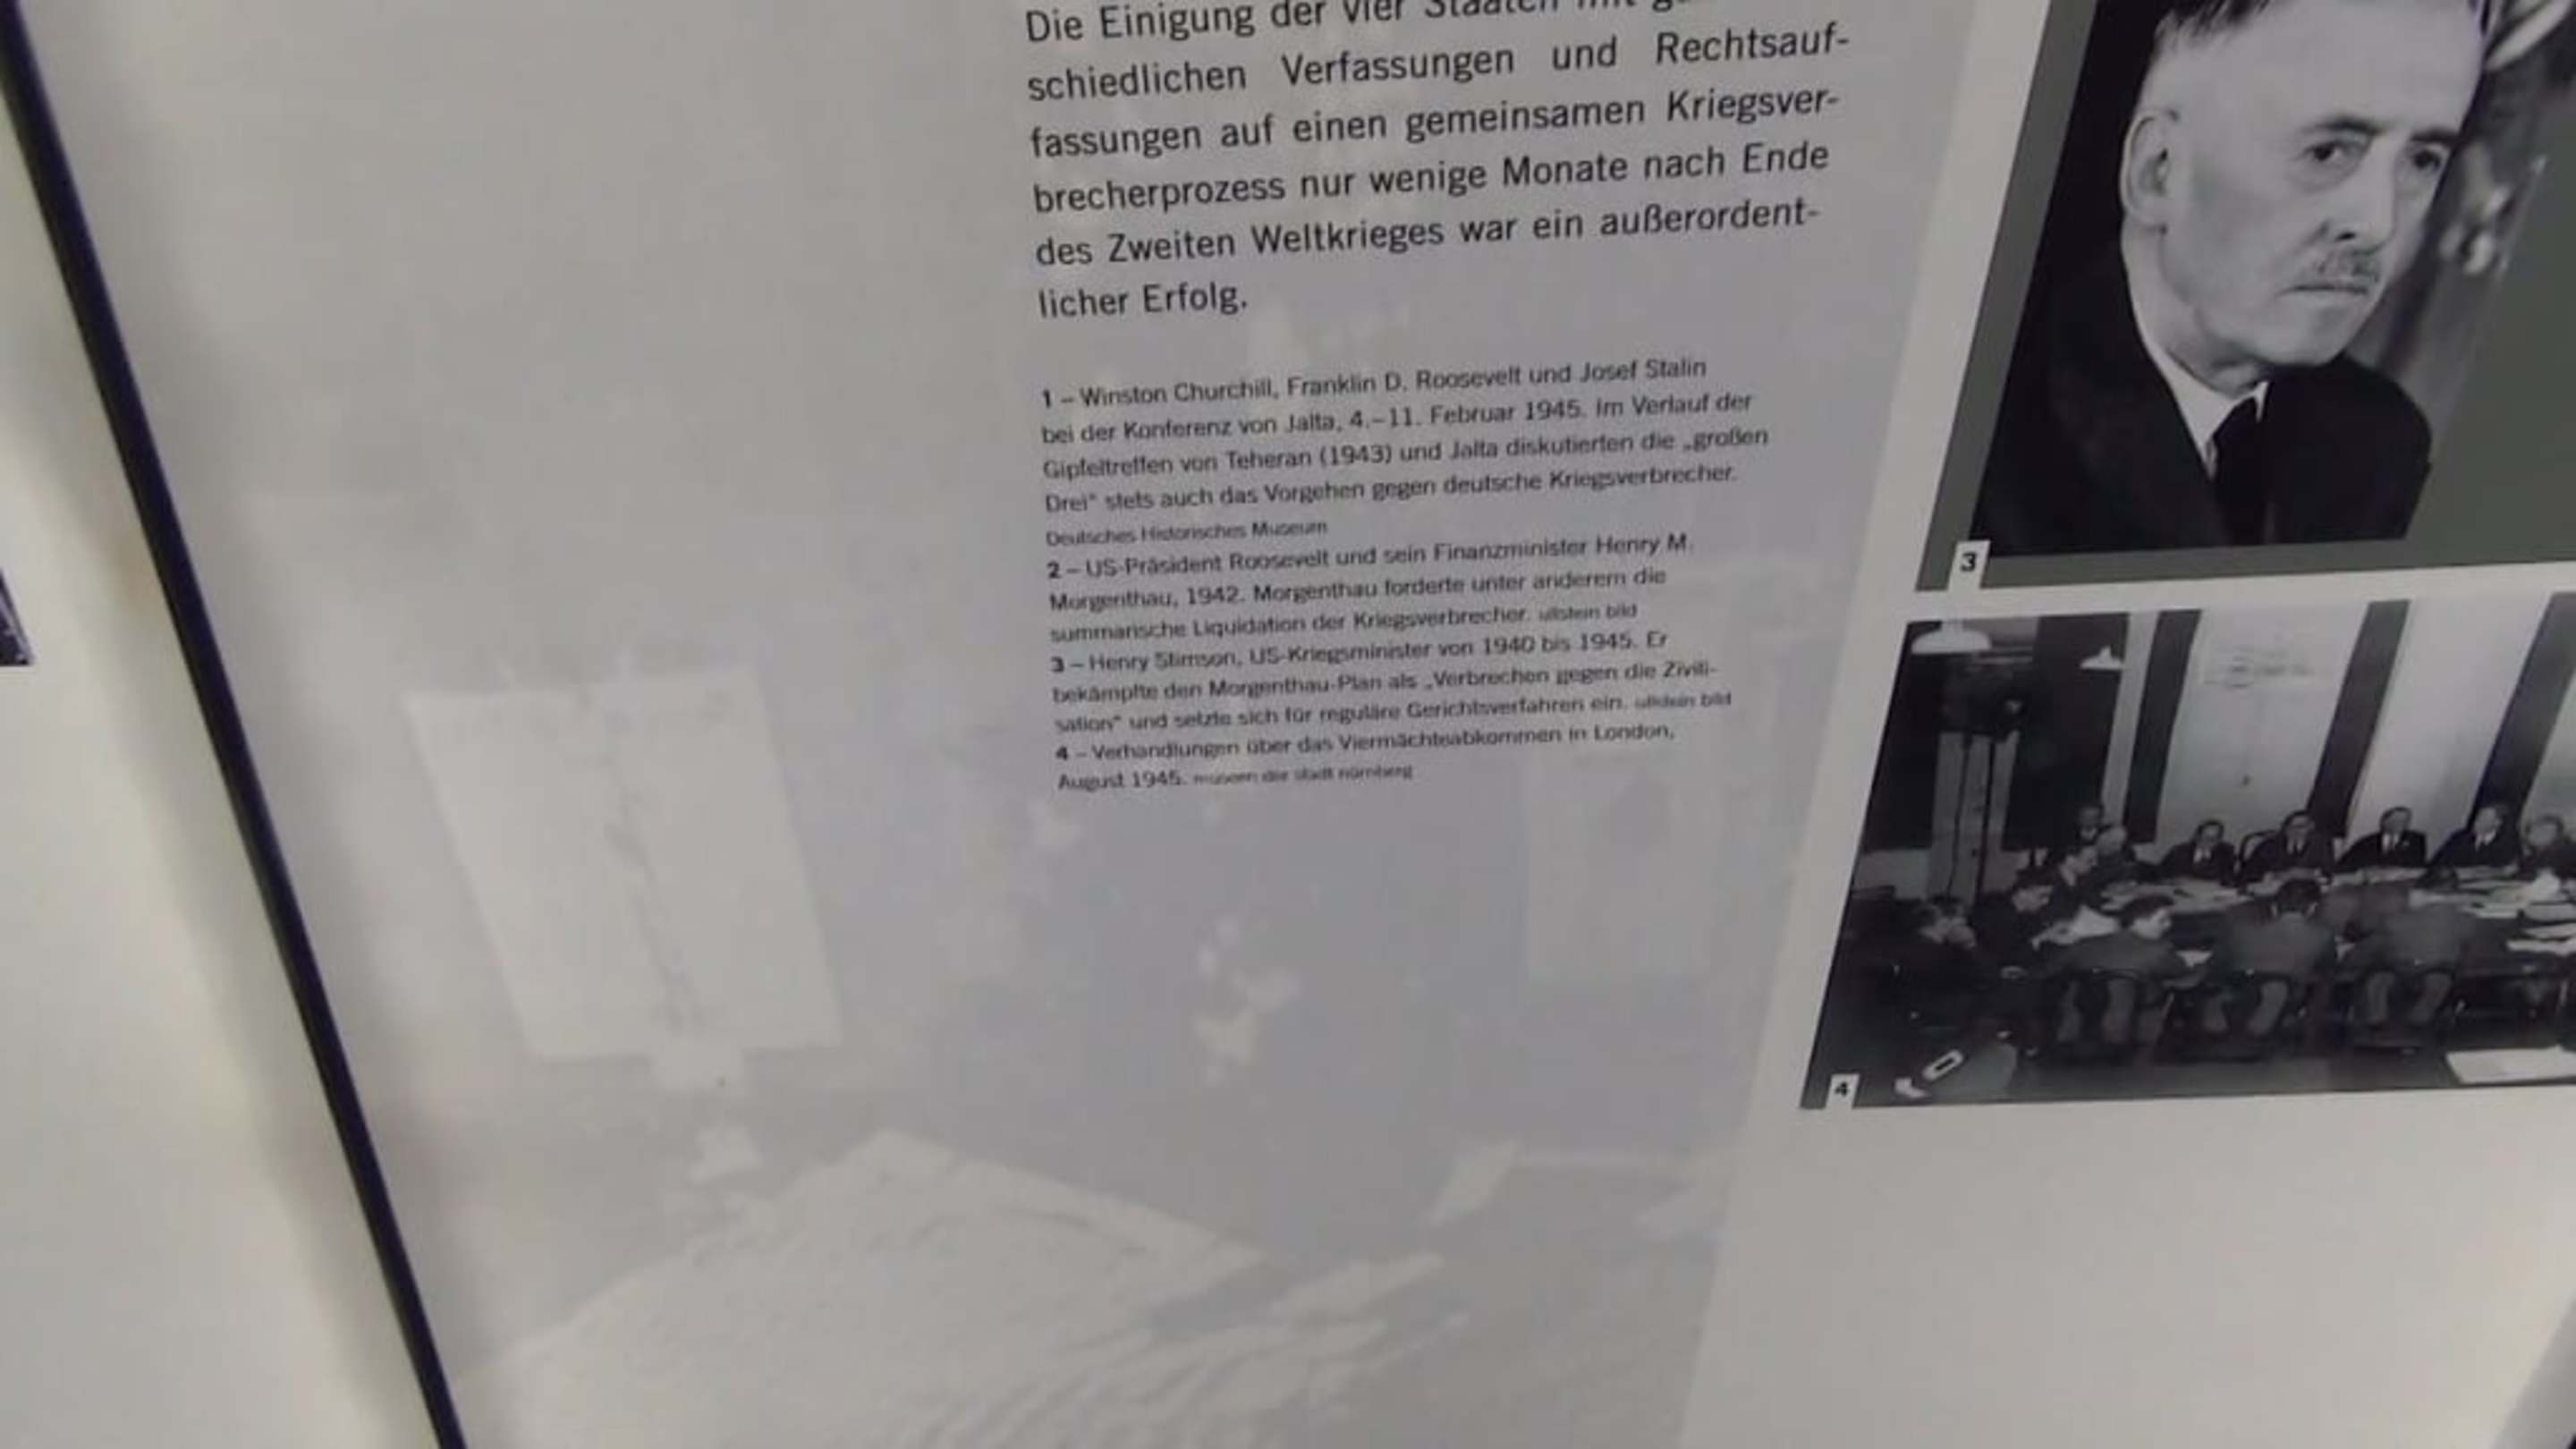 Die Einigung der vier Staaten mit
schiedlichen Verfassungen und Rechtsauf-
fassungen auf einen gemeinsamen Kriegsver-
brecherprozess nur wenige Monate nach Ende
des Zweiten Weltkrieges war ein außerordent-
licher Erfolg.
1 – Winston Churchill, Franklin D. Roosevelt und Josef Stalin
bei der Konferenz von Jalta, 4.–11. Februar 1945. Im Verlauf der
Gipfeltreffen von Teheran (1943) und Jalta diskutierten die „großen
Drei“ stets auch das Vorgehen gegen deutsche Kriegsverbrecher.
Deutsches Historisches Museum
2 – US-Präsident Roosevelt und sein Finanzminister Henry M.
Morgenthau, 1942. Morgenthau forderte unter anderem die
summarische Liquidation der Kriegsverbrecher. ullstein bild
3 – Henry Stimson, US-Kriegsminister von 1940 bis 1945. Er
bekämpfte den Morgenthau-Plan als „Verbrechen gegen die Zivili-
sation“ und setzte sich für reguläre Gerichtsverfahren ein. ullstein bild
4 – Verhandlungen über das Viermächteabkommen in London,
August 1945. museen der stadt nürnberg
3
4